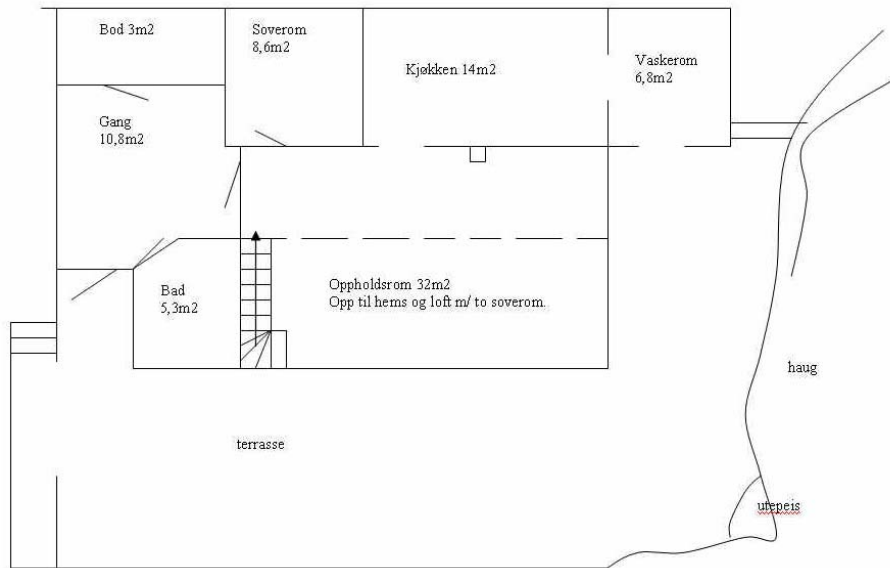 Bod 3m2
Soverom
8,6m2
Kjøkken 14m2
Vaskerom
6,8m2
Gang
10,8m2
Bad
5,3m2
Oppholdsrom 32m2
Opp til hems og loft m/ to soverom.
haug
terrasse
utepeis